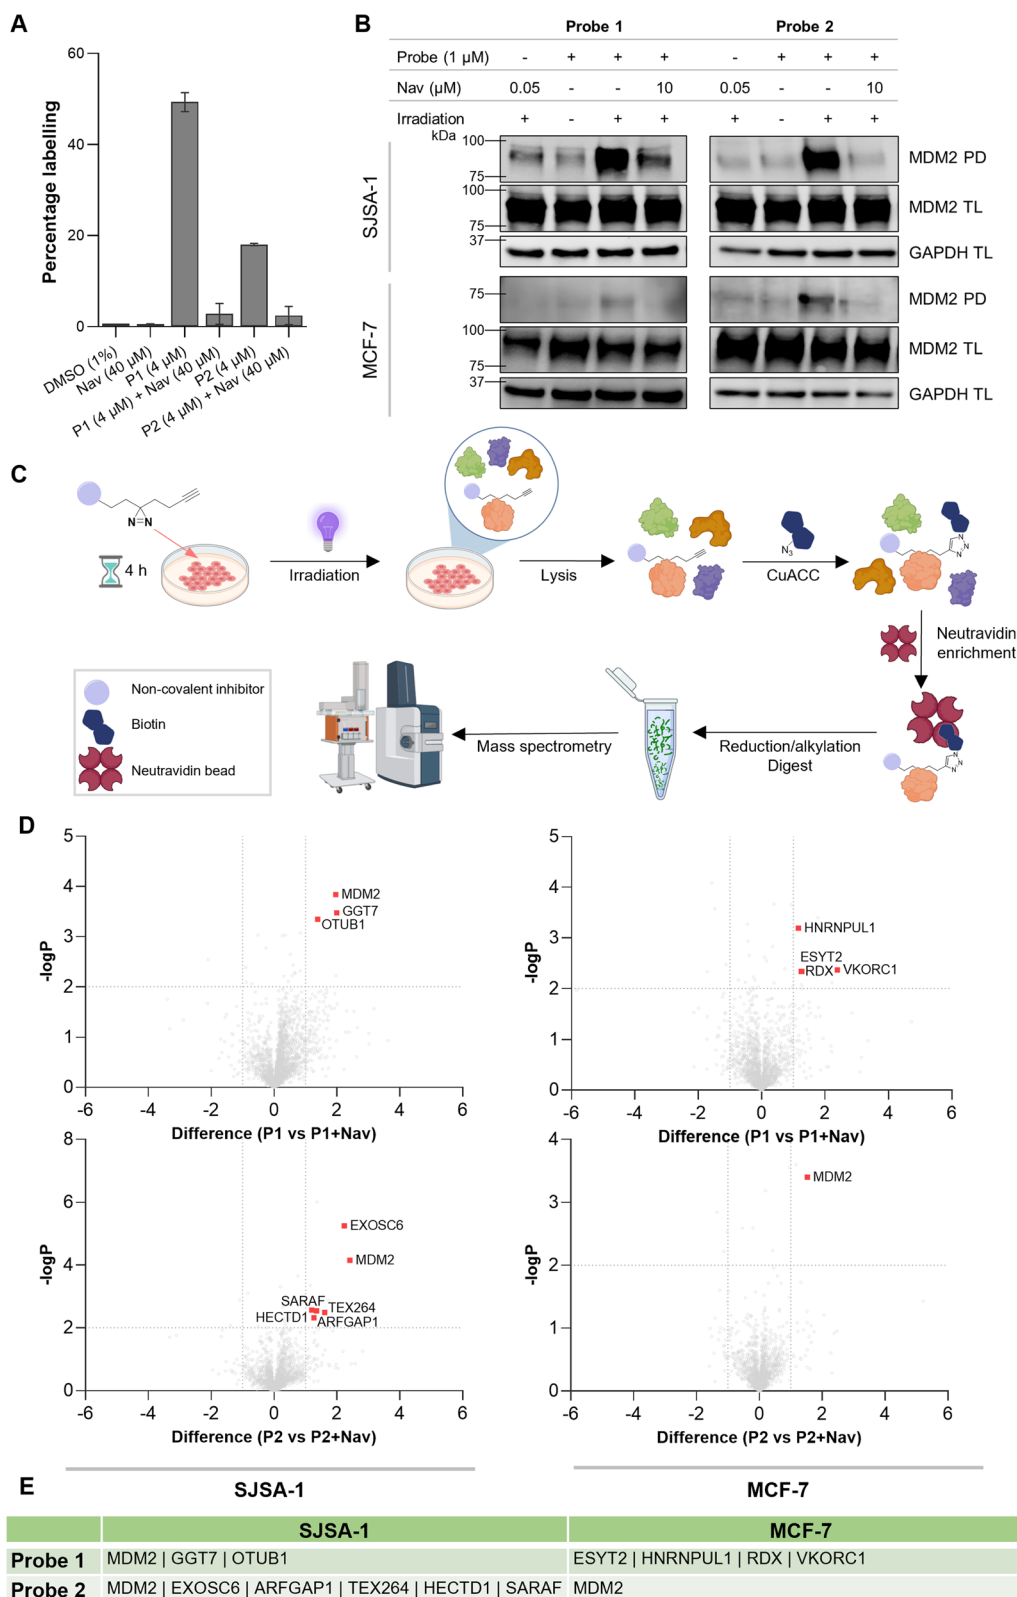 A
60
40
20
0
Percentage labelling
DMSO (1%)
Nav (40 µM)
P1 (4 µM)
P1 (4 µM) + Nav (40 µM)
P2 (4 µM)
P2 (4 µM) + Nav (40 µM)
B
Probe 1 Probe 2
Probe (1 µM) - + + + - + + +
Nav (µM) 0.05 - - 10 0.05 - - 10
Irradiation + - + + + - + +
kDa
SJSA-1
100
75
MDM2 PD
100
75
MDM2 TL
37
GAPDH TL
MCF-7
75
MDM2 PD
100
75
MDM2 TL
37
GAPDH TL
C
N=N
4 h
Irradiation
Lysis
N3
CuACC
N
N
N
Neutravidin
enrichment
N
N
N
Reduction/alkylation
Digest
Mass spectrometry
Non-covalent inhibitor
Biotin
Neutravidin bead
D
5
4
3
2
1
0
-logP
MDM2
GGT7
OTUB1
-6 -4 -2 0 2 4 6
Difference (P1 vs P1+Nav)
5
4
3
2
1
0
-logP
HNRNPUL1
ESYT2
RDX
VKORC1
-6 -4 -2 0 2 4 6
Difference (P1 vs P1+Nav)
8
6
4
2
0
-logP
EXOSC6
MDM2
SARAF
TEX264
HECTD1
ARFGAP1
-6 -4 -2 0 2 4 6
Difference (P2 vs P2+Nav)
4
3
2
1
0
-logP
MDM2
-6 -4 -2 0 2 4 6
Difference (P2 vs P2+Nav)
SJSA-1
MCF-7
E
SJSA-1 MCF-7
Probe 1 MDM2 | GGT7 | OTUB1 ESYT2 | HNRNPUL1 | RDX | VKORC1
Probe 2 MDM2 | EXOSC6 | ARFGAP1 | TEX264 | HECTD1 | SARAF MDM2